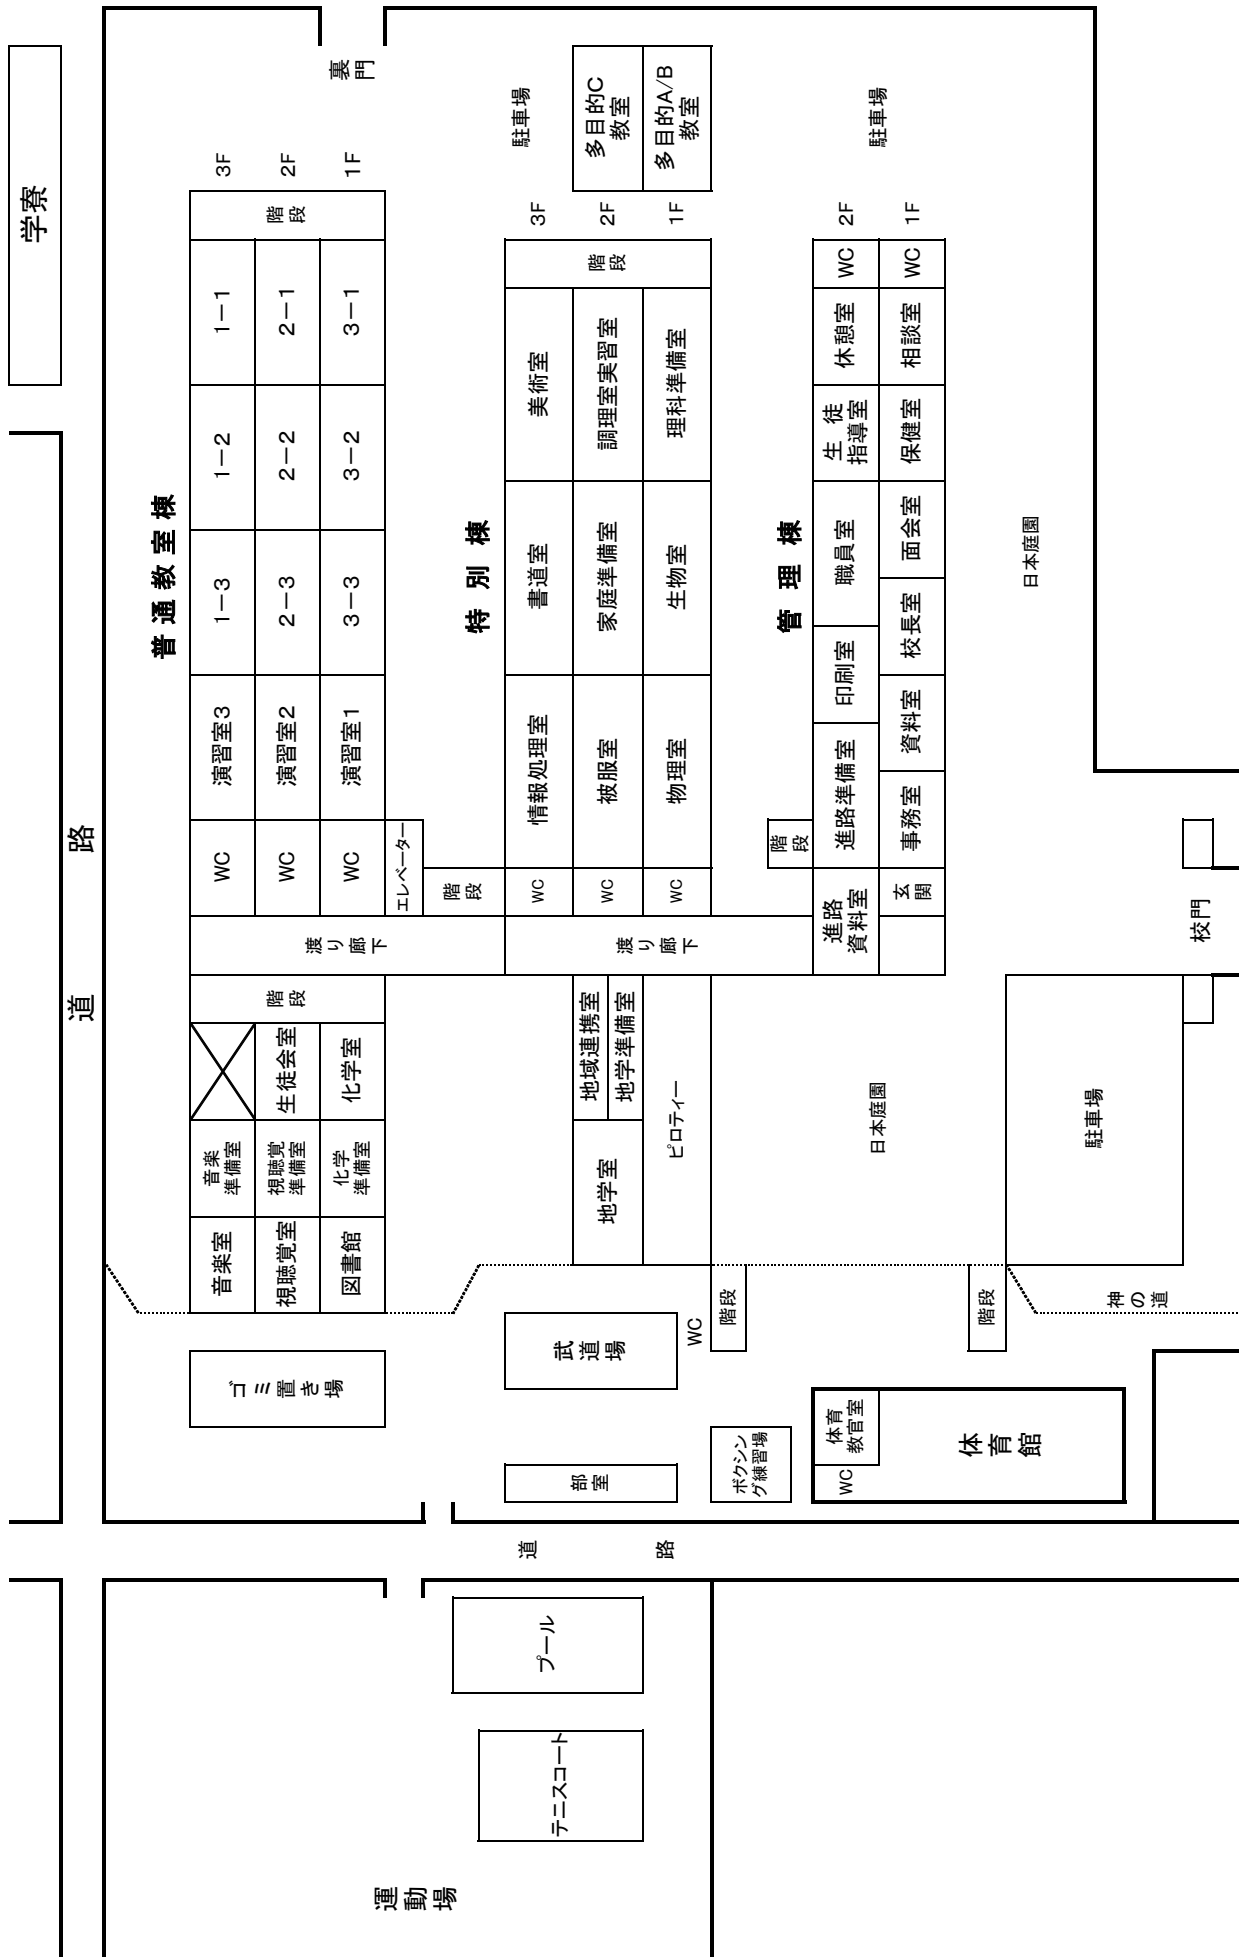 学寮
道 路
普通教室棟
ゴミ置き場
音楽室
音楽
準備室
WC
演習室3
1－3
1－2
1－1
3F
視聴覚室
視聴覚
準備室
生徒会室
階段
渡り廊下
WC
演習室2
2－3
2－2
2－1
階段
2F
図書館
化学
準備室
化学室
WC
演習室1
3－3
3－2
3－1
1F
裏門
運動場
エレベーター
階段
特別棟
道 路
テニスコート
プール
部室
武道場
WC
情報処理室
書道室
美術室
3F
駐車場
地学室
地域連携室
地学準備室
渡り廊下
WC
被服室
家庭準備室
調理室実習室
階段
2F
多目的C
教室
ピロティー
WC
物理室
生物室
理科準備室
1F
多目的A/B
教室
WC
階段
ボクシン
グ練習場
管理棟
階段
WC
体育
教官室
進路
資料室
進路準備室
印刷室
職員室
生徒
指導室
休憩室
WC
2F
駐車場
日本庭園
玄関
事務室
資料室
校長室
面会室
保健室
相談室
WC
1F
体育館
階段
日本庭園
神の道
駐車場
校門